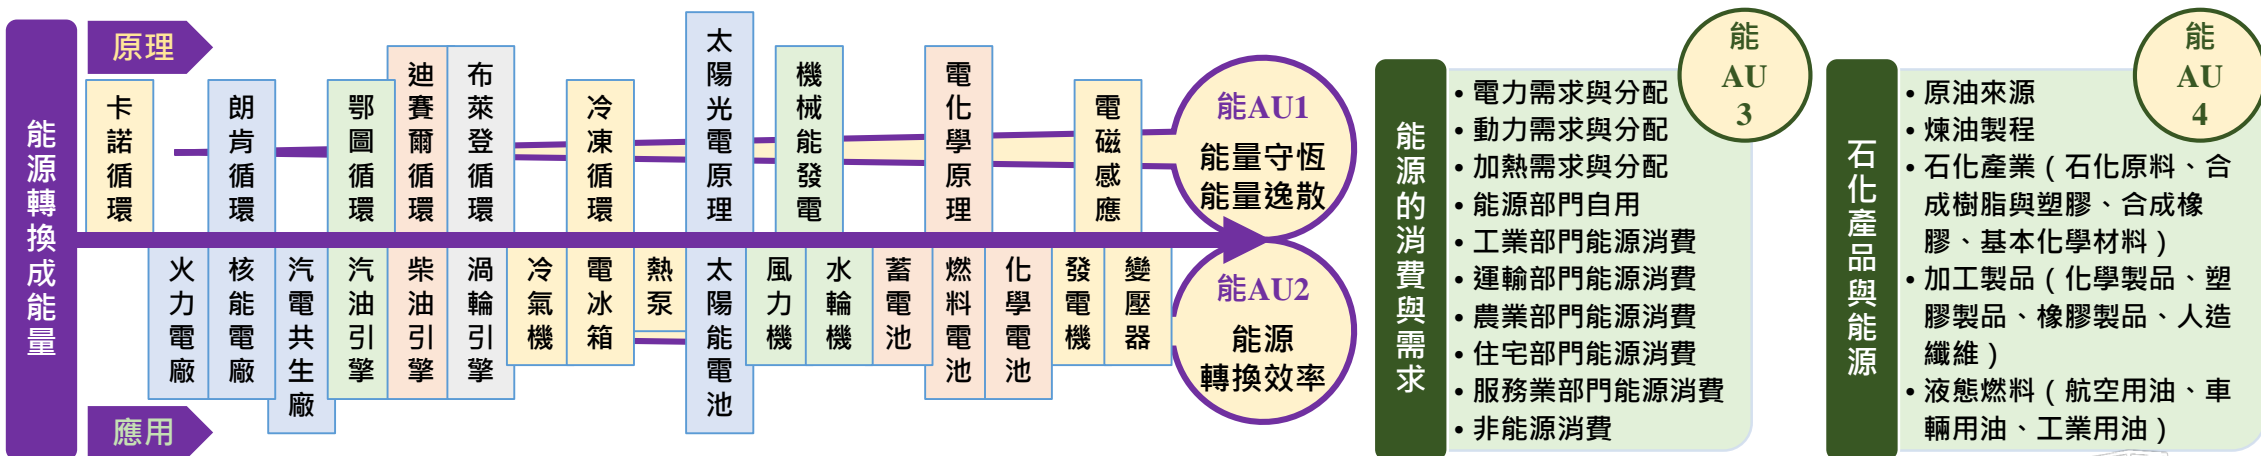 能源轉換成能量
原理
卡諾循環
朗肯循環
鄂圖循環
迪賽爾循環
布萊登循環
冷凍循環
太陽光電原理
機械能發電
電化學原理
電磁感應
能AU1
能量守恆
能量逸散
應用
火力電廠
核能電廠
汽電共生廠
汽油引擎
柴油引擎
渦輪引擎
冷氣機
電冰箱
熱泵
太陽能電池
風力機
水輪機
蓄電池
燃料電池
化學電池
發電機
變壓器
能AU2
能源
轉換效率
能源的消費與需求
能
AU
3
• 電力需求與分配
• 動力需求與分配
• 加熱需求與分配
• 能源部門自用
• 工業部門能源消費
• 運輸部門能源消費
• 農業部門能源消費
• 住宅部門能源消費
• 服務業部門能源消費
• 非能源消費
石化產品與能源
能
AU
4
• 原油來源
• 煉油製程
• 石化產業（石化原料、合
成樹脂與塑膠、合成橡
膠、基本化學材料）
• 加工製品（化學製品、塑
膠製品、橡膠製品、人造
纖維）
• 液態燃料（航空用油、車
輛用油、工業用油）